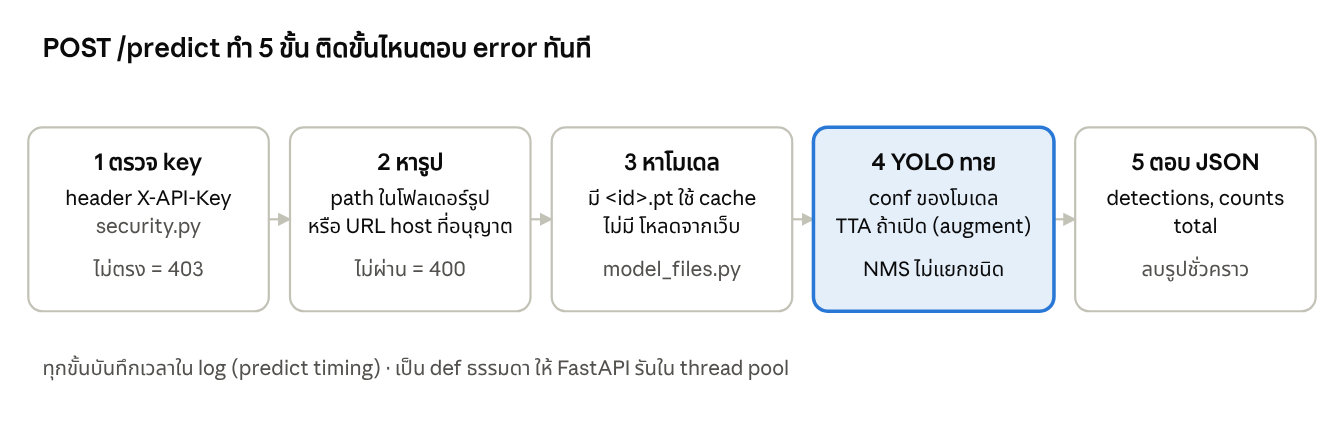 POST /predict ทำ 5 ขั้น ติดขั้นไหนตอบ error ทันที
1 ตรวจ key
header X-API-Key
security.py
ไม่ตรง = 403
2 หารูป
path ในโฟลเดอร์รูป
หรือ URL host ที่อนุญาต
ไม่ผ่าน = 400
3 หาโมเดล
มี <id>.pt ใช้ cache
ไม่มี โหลดจากเว็บ
model_files.py
4 YOLO ทาย
conf ของโมเดล
TTA ถ้าเปิด (augment)
NMS ไม่แยกชนิด
5 ตอบ JSON
detections, counts
total
ลบรูปชั่วคราว
ทุกขั้นบันทึกเวลาใน log (predict timing) · เป็น def ธรรมดา ให้ FastAPI รันใน thread pool